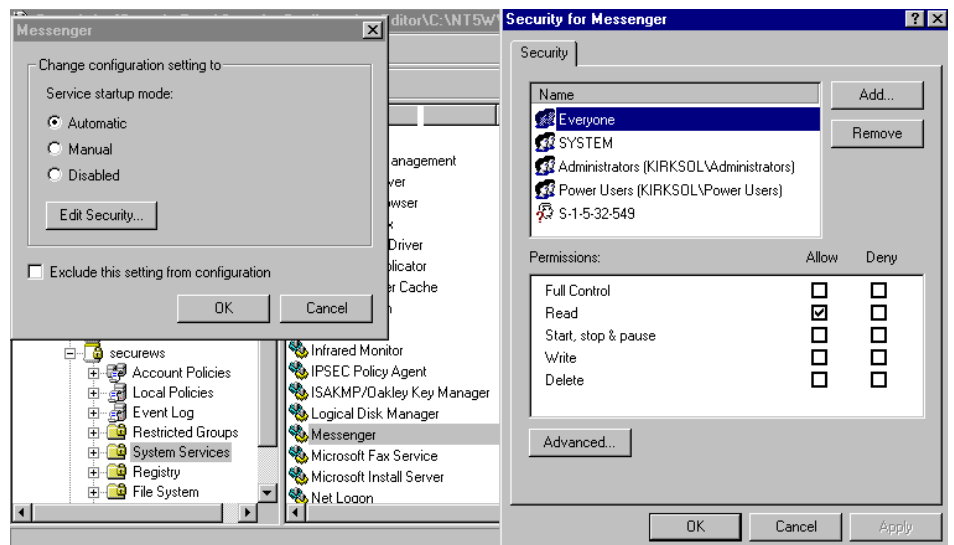 Messenger
ditor\C:\NT5W
Change configuration setting to
Service startup mode:
Automatic
Manual
Disabled
Edit Security...
Exclude this setting from configuration
OK
Cancel
anagement
ver
owser
x
Driver
plicator
er Cache
Infrared Monitor
IPSEC Policy Agent
ISAKMP/Oakley Key Manager
Logical Disk Manager
Messenger
Microsoft Fax Service
Microsoft Install Server
Net Logon
securews
Account Policies
Local Policies
Event Log
Restricted Groups
System Services
Registry
File System
Security for Messenger
Security
Name
Everyone
SYSTEM
Administrators (KIRKSOL\Administrators)
Power Users (KIRKSOL\Power Users)
S-1-5-32-549
Add...
Remove
Permissions: Allow Deny
Full Control
Read
Start, stop & pause
Write
Delete
Advanced...
OK
Cancel
Apply